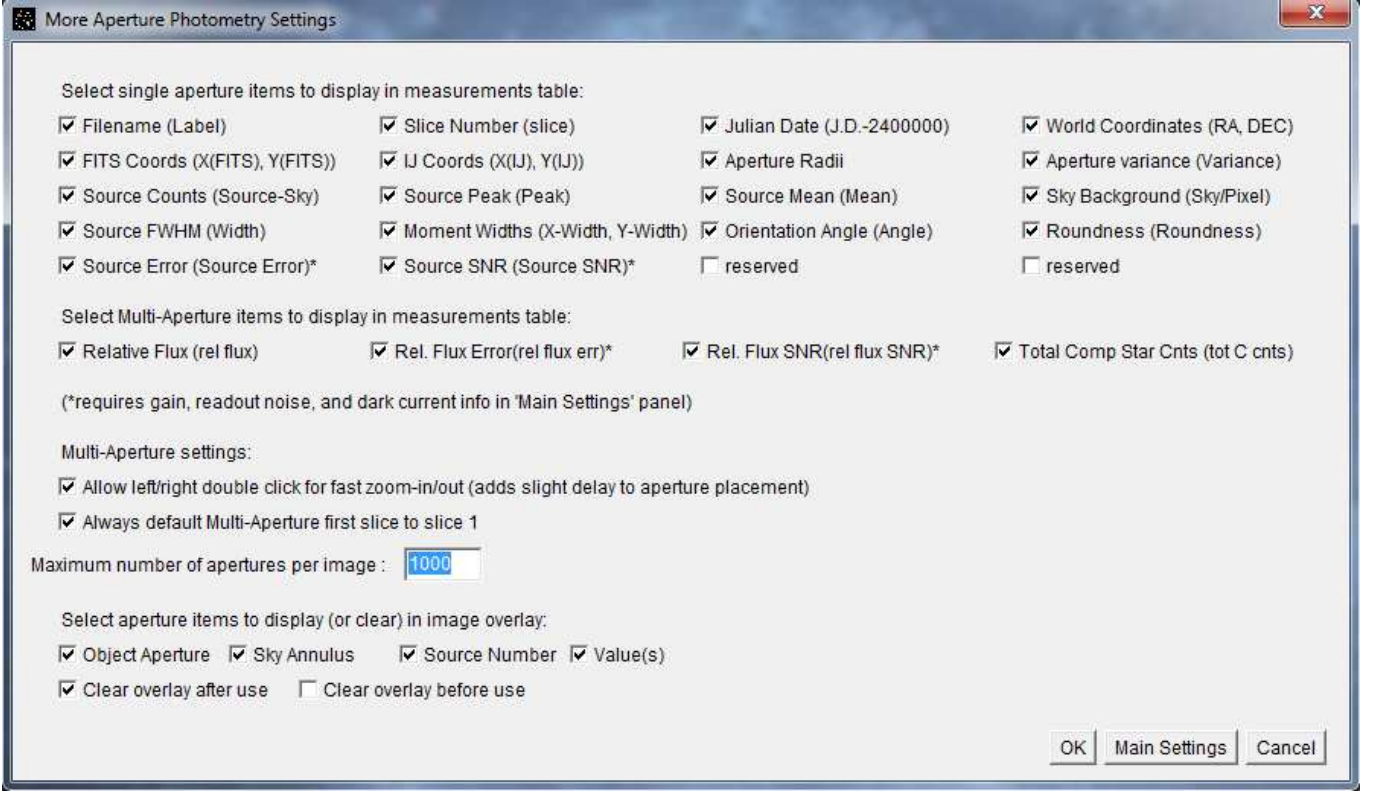 More Aperture Photometry Settings
x
Select single aperture items to display in measurements table:
Filename (Label) Slice Number (slice) Julian Date (J.D.-2400000) World Coordinates (RA, DEC)
FITS Coords (X(FITS), Y(FITS)) IJ Coords (X(IJ), Y(IJ)) Aperture Radii Aperture variance (Variance)
Source Counts (Source-Sky) Source Peak (Peak) Source Mean (Mean) Sky Background (Sky/Pixel)
Source FWHM (Width) Moment Widths (X-Width, Y-Width) Orientation Angle (Angle) Roundness (Roundness)
Source Error (Source Error)* Source SNR (Source SNR)* reserved reserved
Select Multi-Aperture items to display in measurements table:
Relative Flux (rel flux) Rel. Flux Error(rel flux err)* Rel. Flux SNR(rel flux SNR)* Total Comp Star Cnts (tot C cnts)
(*requires gain, readout noise, and dark current info in 'Main Settings' panel)
Multi-Aperture settings:
Allow left/right double click for fast zoom-in/out (adds slight delay to aperture placement)
Always default Multi-Aperture first slice to slice 1
Maximum number of apertures per image : 1000
Select aperture items to display (or clear) in image overlay:
Object Aperture Sky Annulus Source Number Value(s)
Clear overlay after use Clear overlay before use
OK Main Settings Cancel